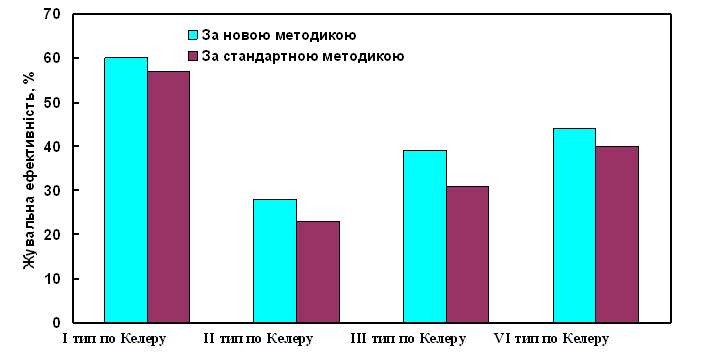 Жувальна ефективність, %
70
60
50
40
30
20
10
0
За новою методикою
За стандартною методикою
I тип по Келеру
II тип по Келеру
III тип по Келеру
VI тип по Келеру